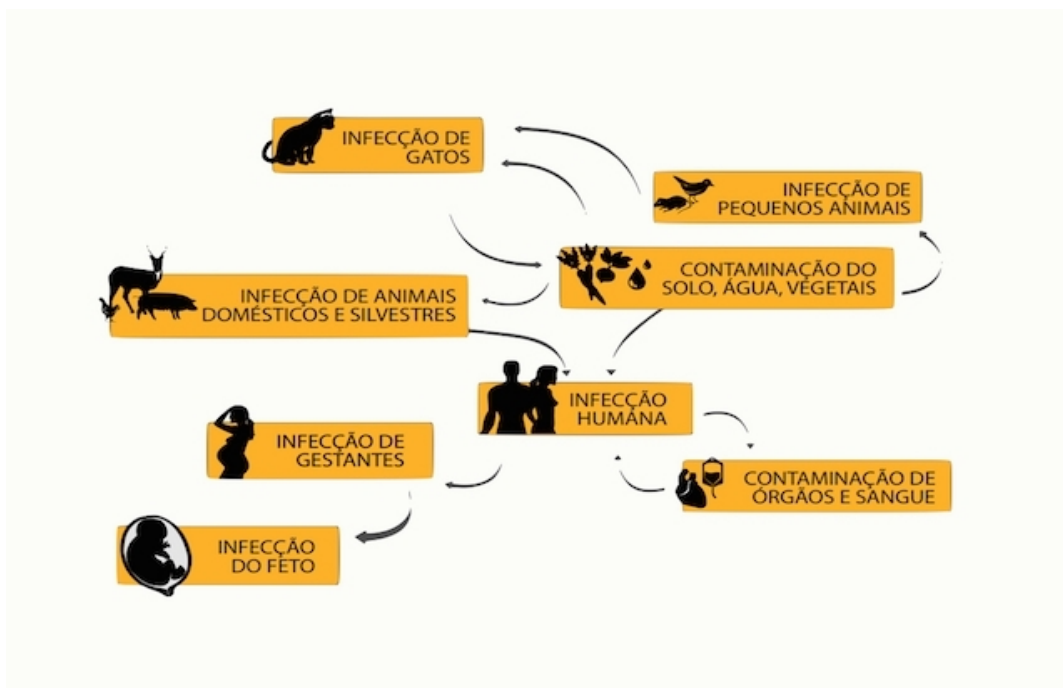 INFECÇÃO DE
GATOS
INFECÇÃO DE
PEQUENOS ANIMAIS
CONTAMINAÇÃO DO
SOLO, ÁGUA, VEGETAIS
INFECÇÃO DE ANIMAIS
DOMÉSTICOS E SILVESTRES
INFECÇÃO
HUMANA
INFECÇÃO DE
GESTANTES
CONTAMINAÇÃO DE
ÓRGÃOS E SANGUE
INFECÇÃO
DO FETO